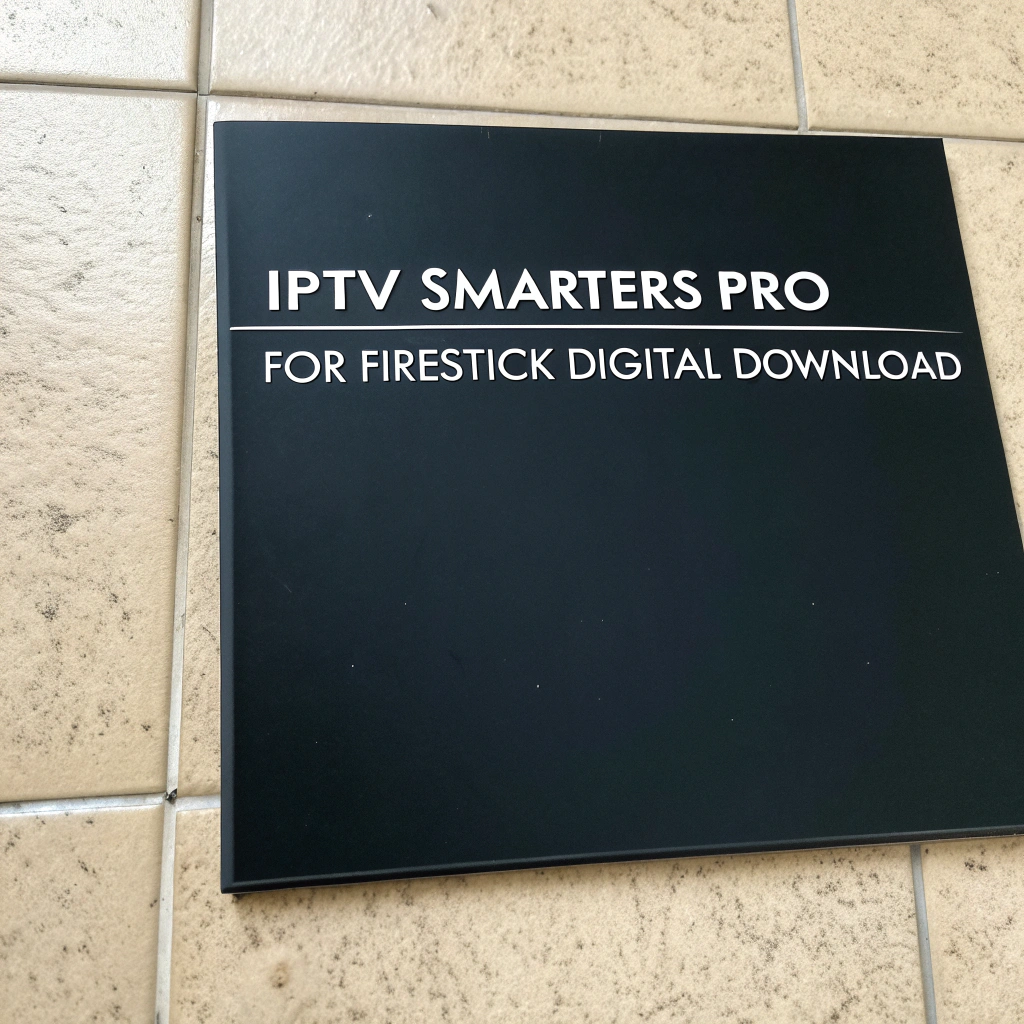 IPTV SMARTERS PRO
FOR FIRESTICK DIGITAL DOWNLOAD